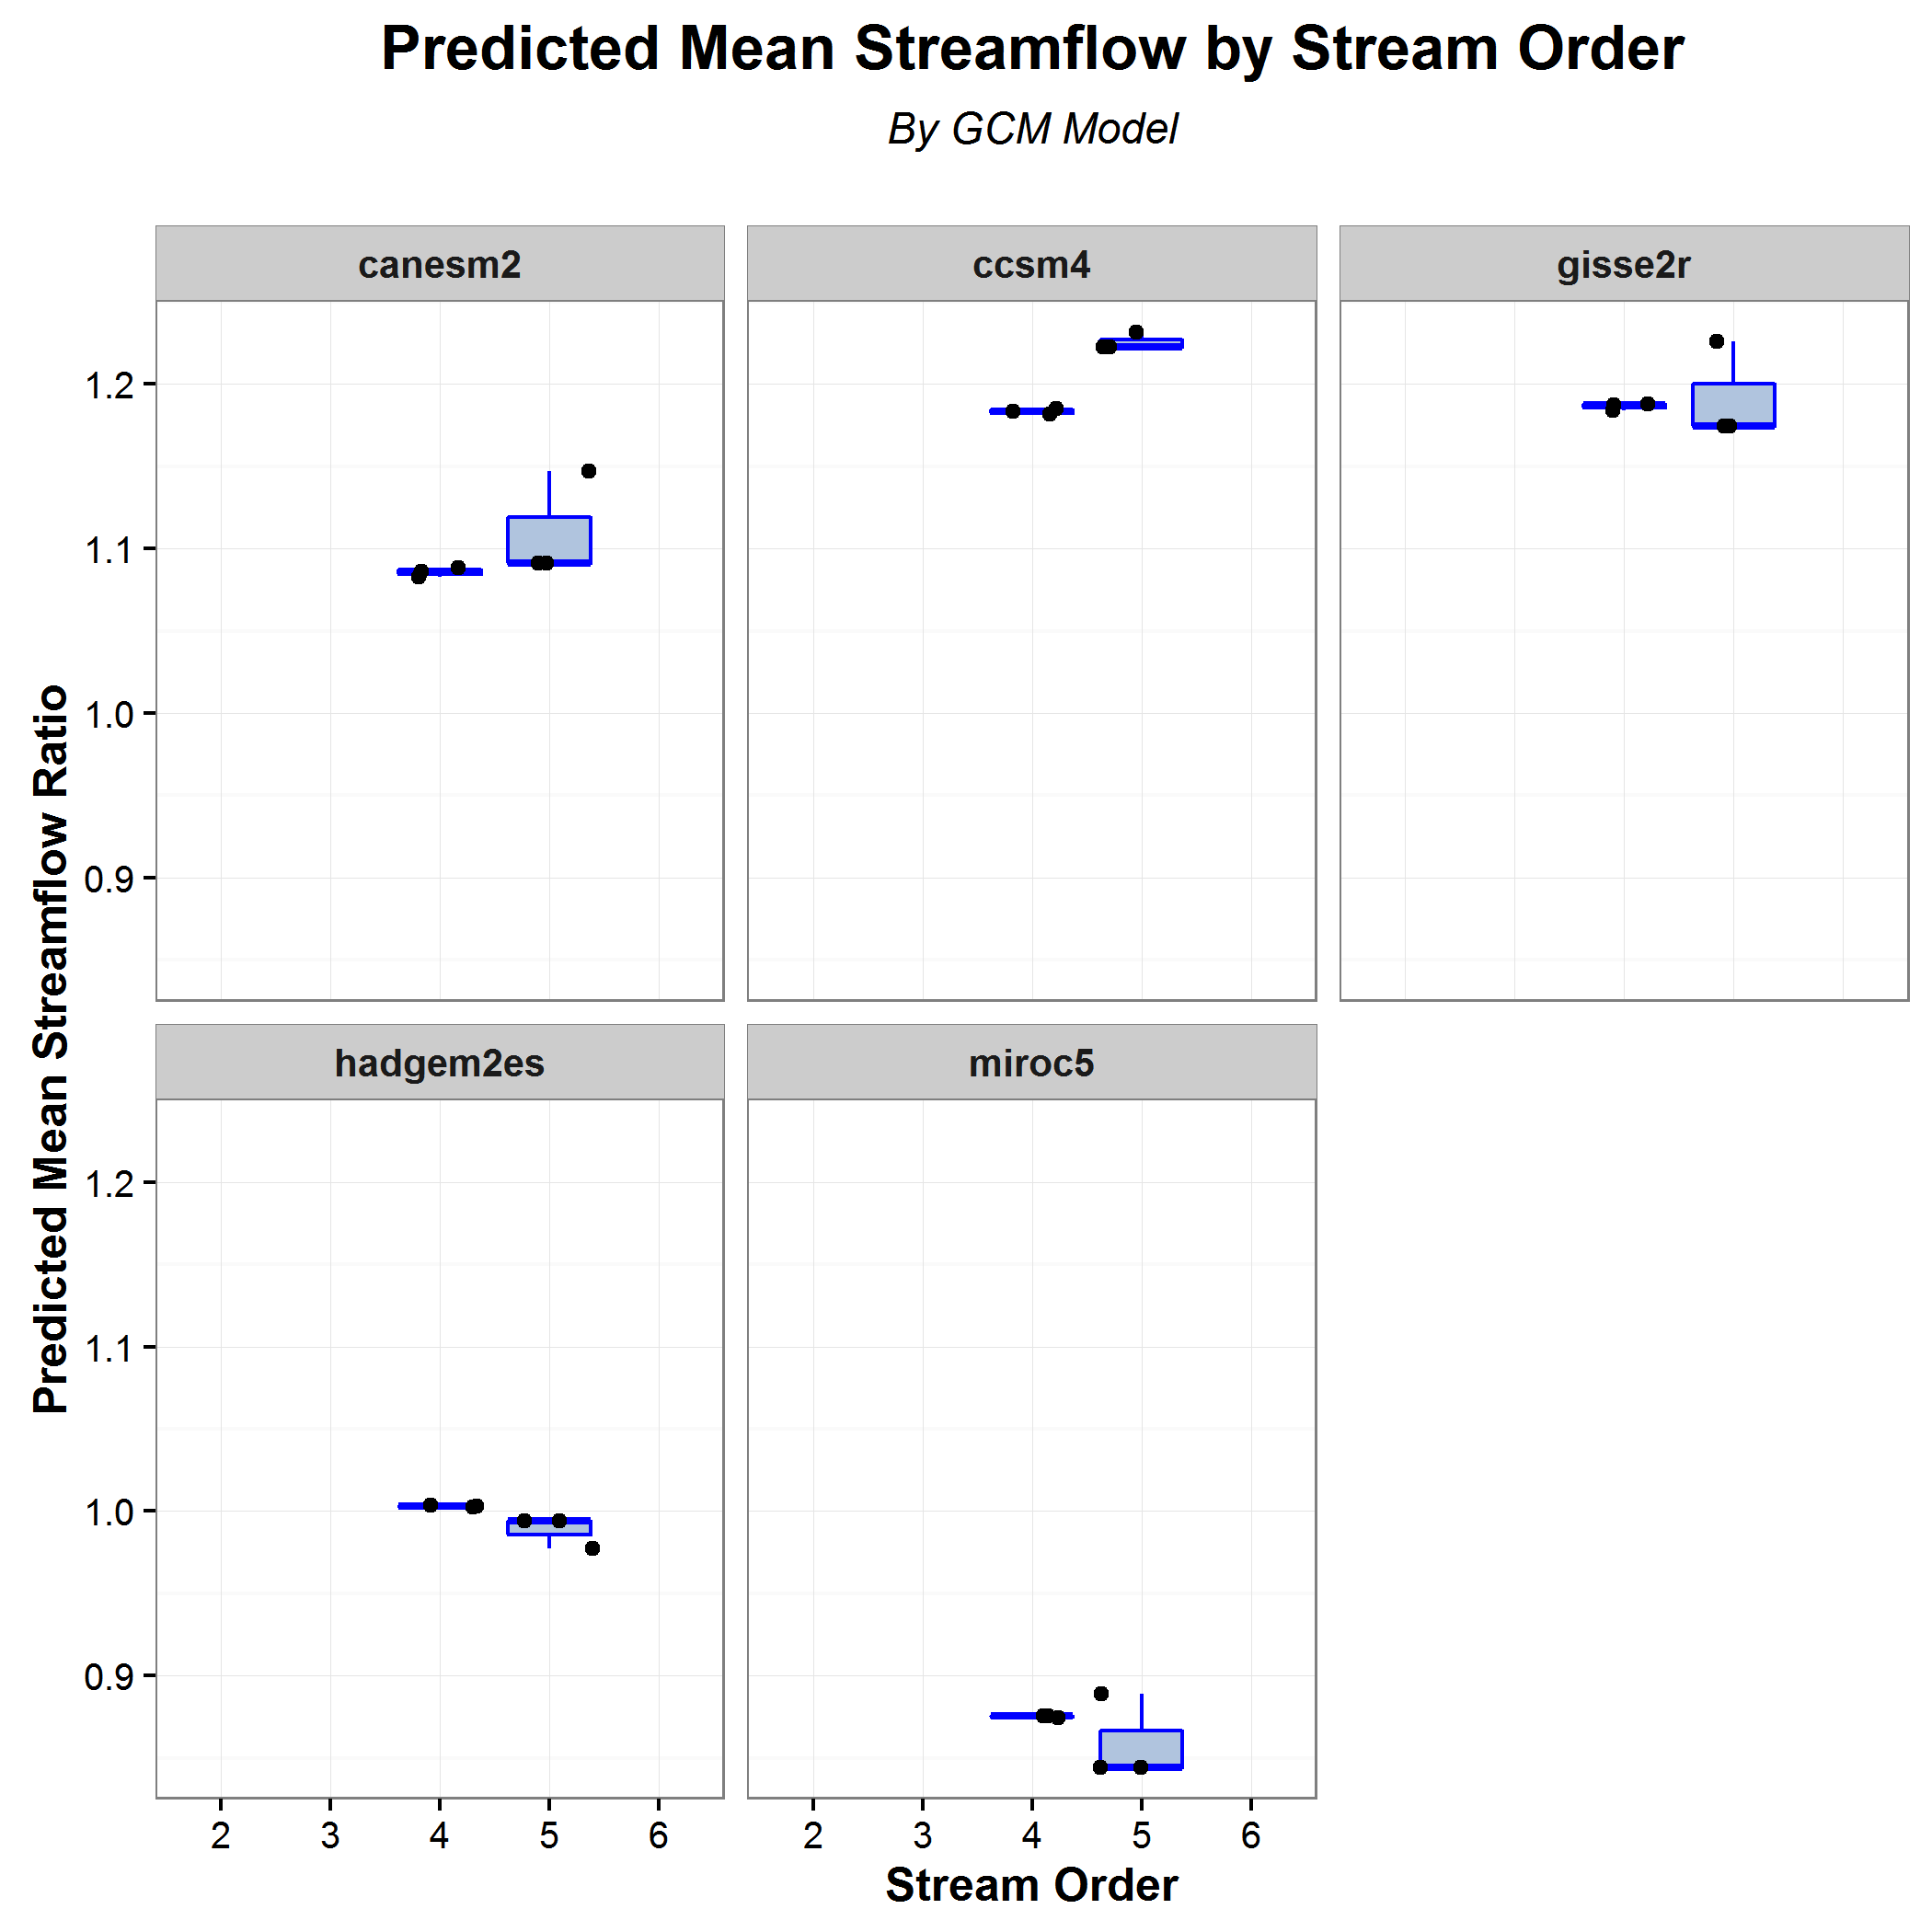 Predicted Mean Streamflow by Stream Order
By GCM Model
canesm2
ccsm4
gisse2r
1.2
1.1
1.0
0.9
Predicted Mean Streamflow Ratio
hadgem2es
miroc5
1.2
1.1
1.0
0.9
2 3 4 5 6
2 3 4 5 6
Stream Order